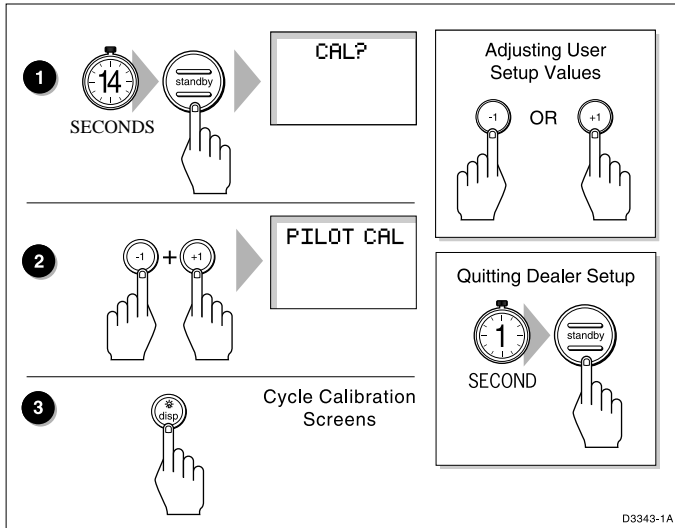 1
14
SECONDS
standby
CAL?
2
-1
+
+1
PILOT CAL
3
disp
Cycle Calibration
Screens
Adjusting User
Setup Values
-1
OR
+1
Quitting Dealer Setup
1
SECOND
standby
D3343-1A